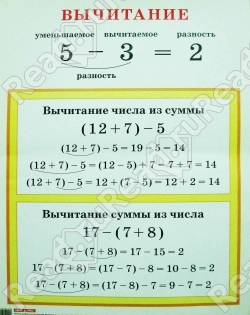 ВЫЧИТАНИЕ
уменьшаемое вычитаемое разность
5 − 3 = 2
разность
Вычитание числа из суммы
(12 + 7) − 5
(12 + 7) − 5 = 19 − 5 = 14
(12 + 7) − 5 = (12 − 5) + 7 = 7 + 7 = 14
(12 + 7) − 5 = 12 + (7 − 5) = 12 + 2 = 14
Вычитание суммы из числа
17 − (7 + 8)
17 − (7 + 8) = 17 − 15 = 2
17 − (7 + 8) = (17 − 7) − 8 = 10 − 8 = 2
17 − (7 + 8) = (17 − 8) − 7 = 9 − 7 = 2